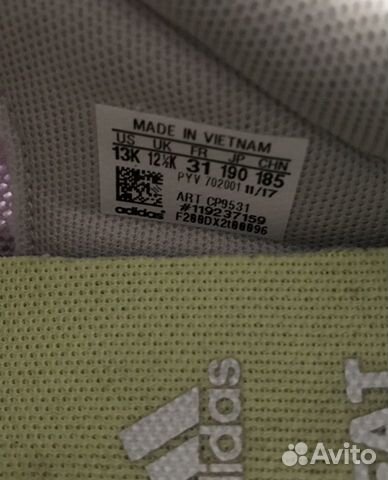 MADE IN VIETNAM
US UK FR JP CHN
13K 12½K 31 190 185
PYV 702001 11/17
ART CP9531
#119237159
adidas F200DX2t00096
adidas
Avito